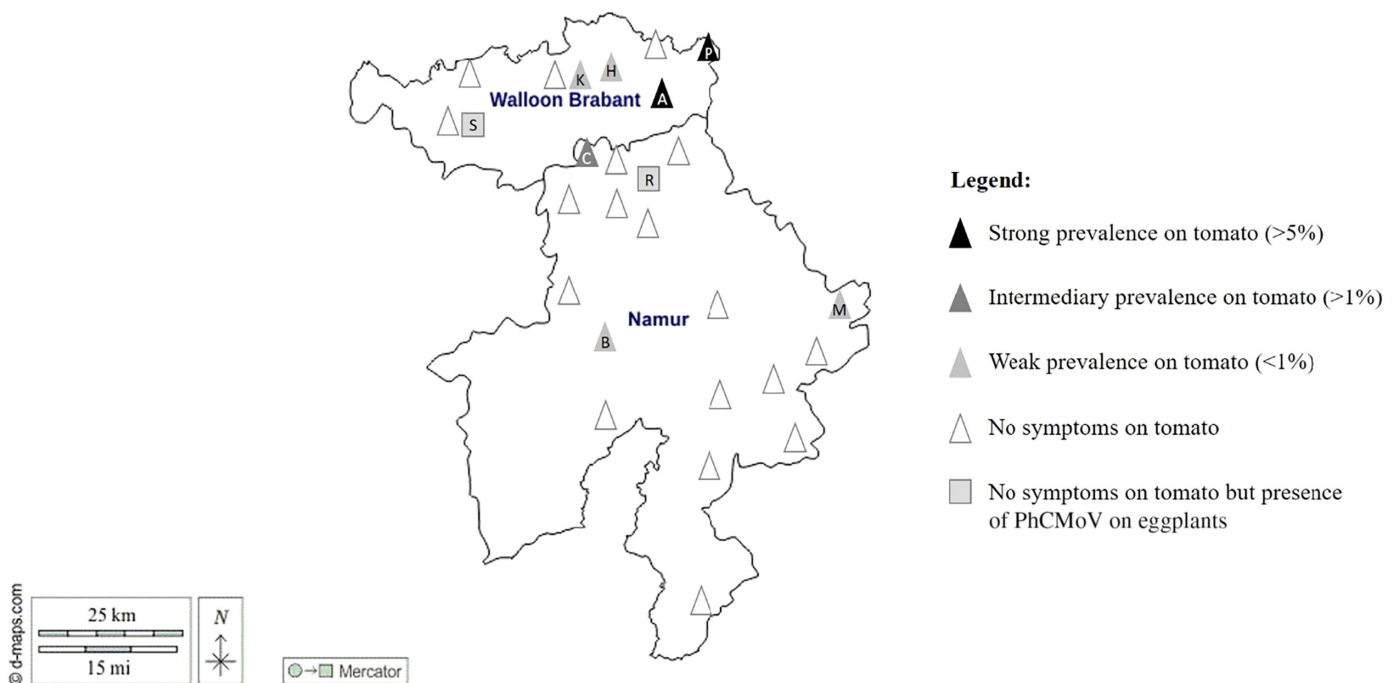 P
H
K
Walloon Brabant
A
S
C
R
Legend:
Strong prevalence on tomato (>5%)
Intermediary prevalence on tomato (>1%)
M
Namur
B
Weak prevalence on tomato (<1%)
No symptoms on tomato
No symptoms on tomato but presence
of PhCMoV on eggplants
© d-maps.com
25 km
15 mi
N
Mercator